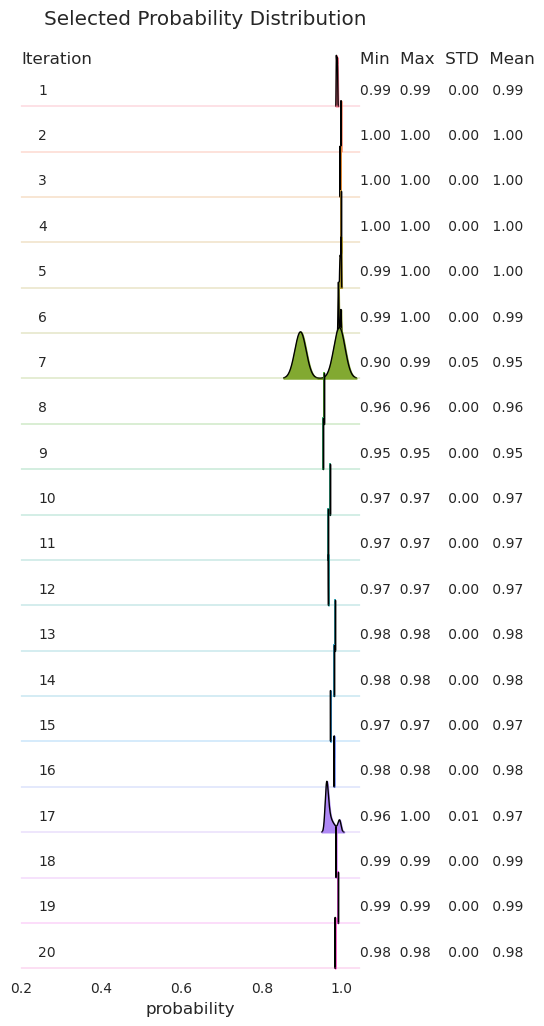 Selected Probability Distribution
Iteration Min Max STD Mean
1 0.99 0.99 0.00 0.99
2 1.00 1.00 0.00 1.00
3 1.00 1.00 0.00 1.00
4 1.00 1.00 0.00 1.00
5 0.99 1.00 0.00 1.00
6 0.99 1.00 0.00 0.99
7 0.90 0.99 0.05 0.95
8 0.96 0.96 0.00 0.96
9 0.95 0.95 0.00 0.95
10 0.97 0.97 0.00 0.97
11 0.97 0.97 0.00 0.97
12 0.97 0.97 0.00 0.97
13 0.98 0.98 0.00 0.98
14 0.98 0.98 0.00 0.98
15 0.97 0.97 0.00 0.97
16 0.98 0.98 0.00 0.98
17 0.96 1.00 0.01 0.97
18 0.99 0.99 0.00 0.99
19 0.99 0.99 0.00 0.99
20 0.98 0.98 0.00 0.98
0.2 0.4 0.6 0.8 1.0
probability